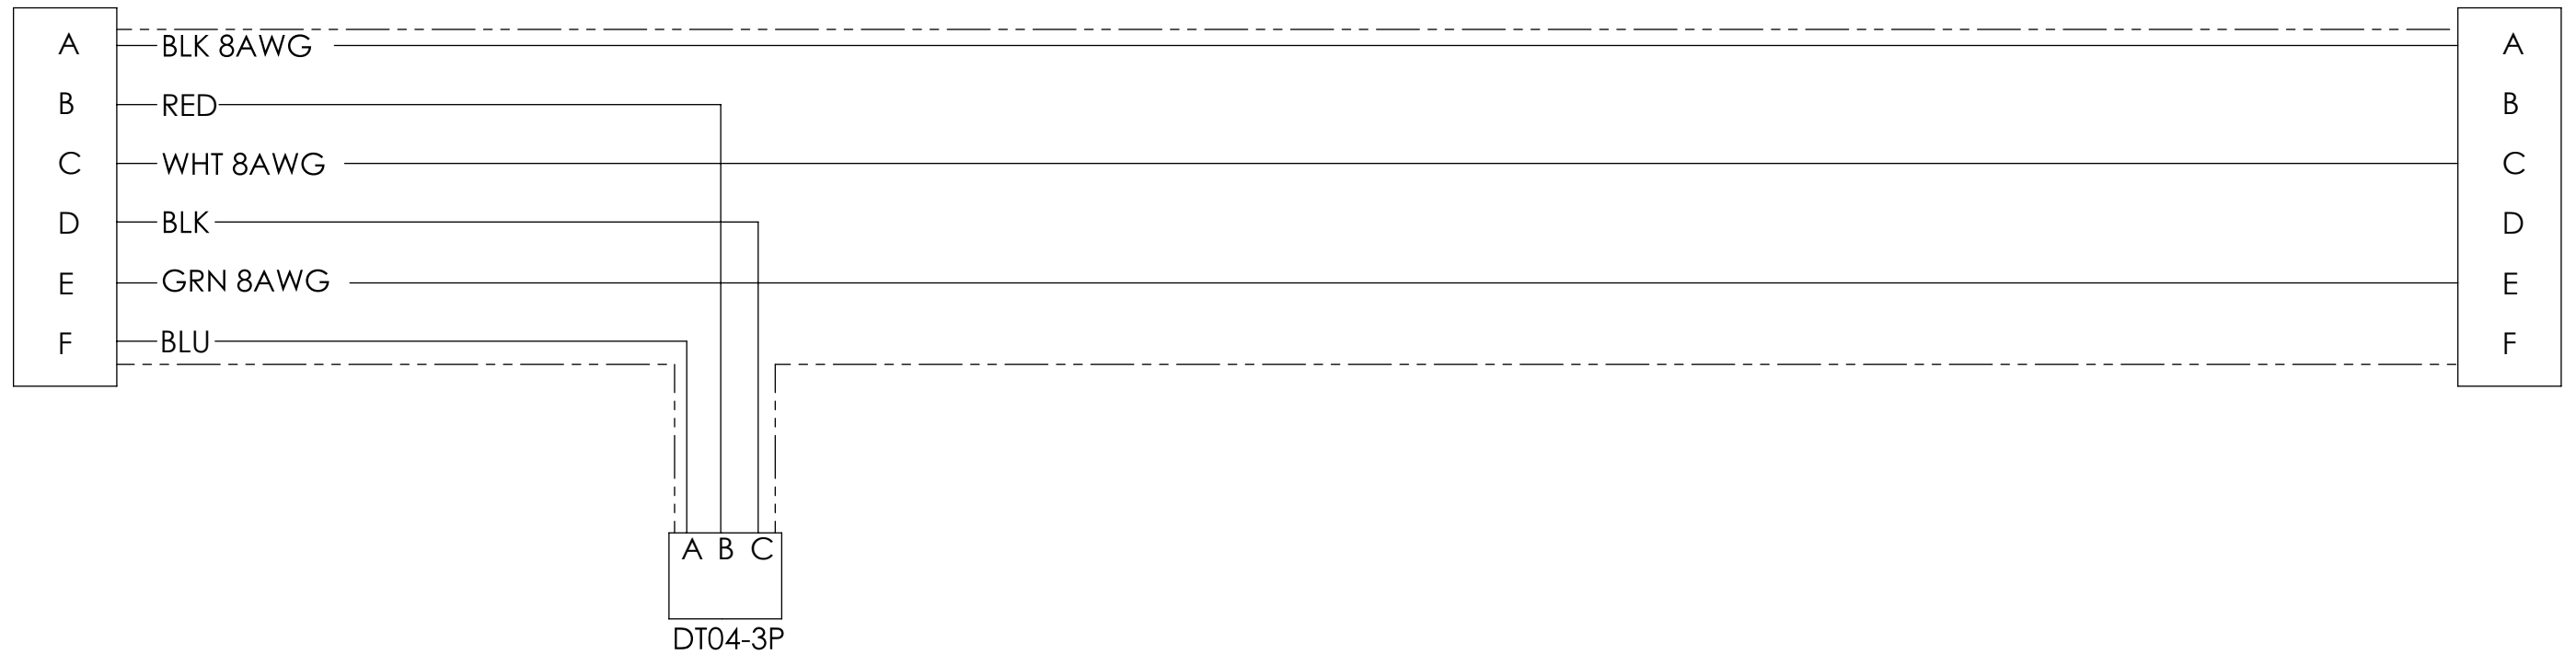 A BLK 8AWG A
B RED B
C WHT 8AWG C
D BLK D
E GRN 8AWG E
F BLU F
A B C
DT04-3P